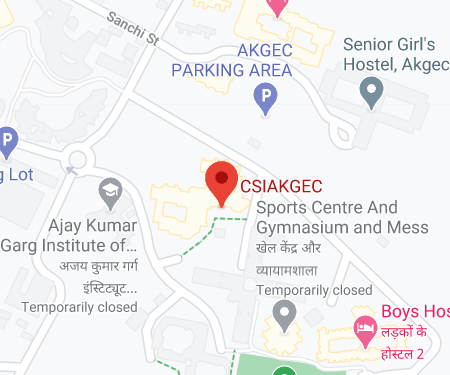 Sanchi St
AKGEC
PARKING AREA
P
Senior Girl's
Hostel, Akgec
P
g Lot
CSIAKGEC
Sports Centre And
Gymnasium and Mess
खेल केंद्र और
व्यायामशाला
Temporarily closed
Ajay Kumar
Garg Institute of...
अजय कुमार गर्ग
इंस्टिट्यूट...
Temporarily closed
Boys Hos
लड़कों के
होस्टल 2